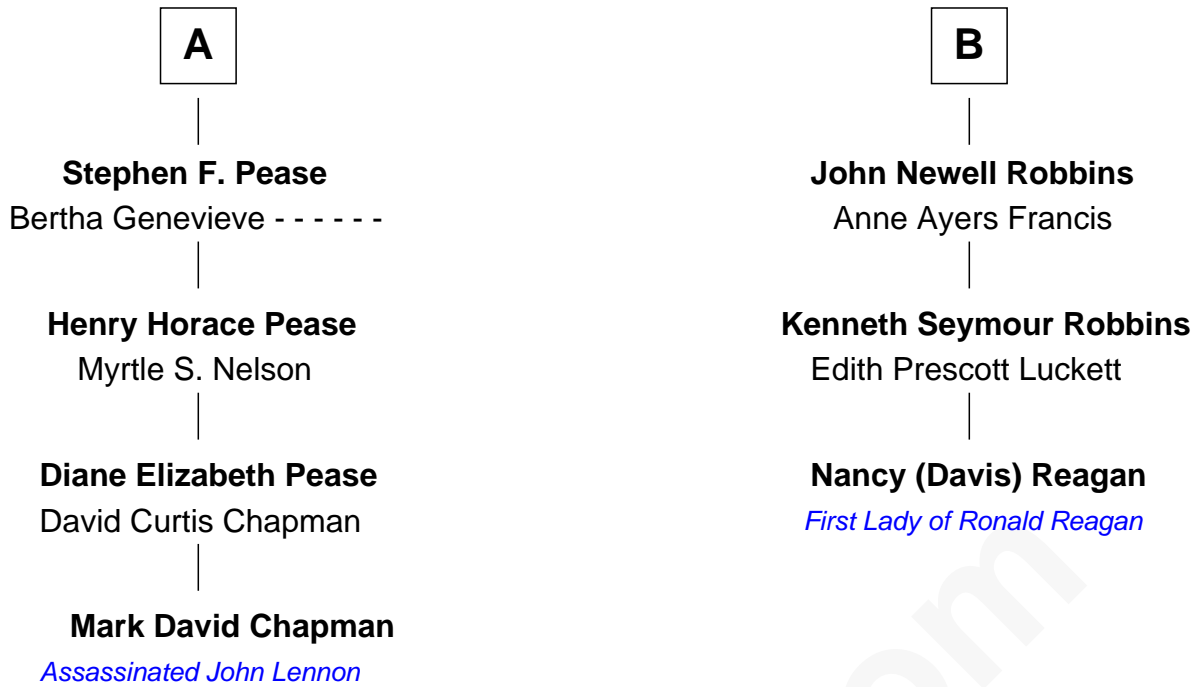 A
Stephen F. Pease
Bertha Genevieve - - - - - -
Henry Horace Pease
Myrtle S. Nelson
Diane Elizabeth Pease
David Curtis Chapman
Mark David Chapman
Assassinated John Lennon
B
John Newell Robbins
Anne Ayers Francis
Kenneth Seymour Robbins
Edith Prescott Luckett
Nancy (Davis) Reagan
First Lady of Ronald Reagan
om